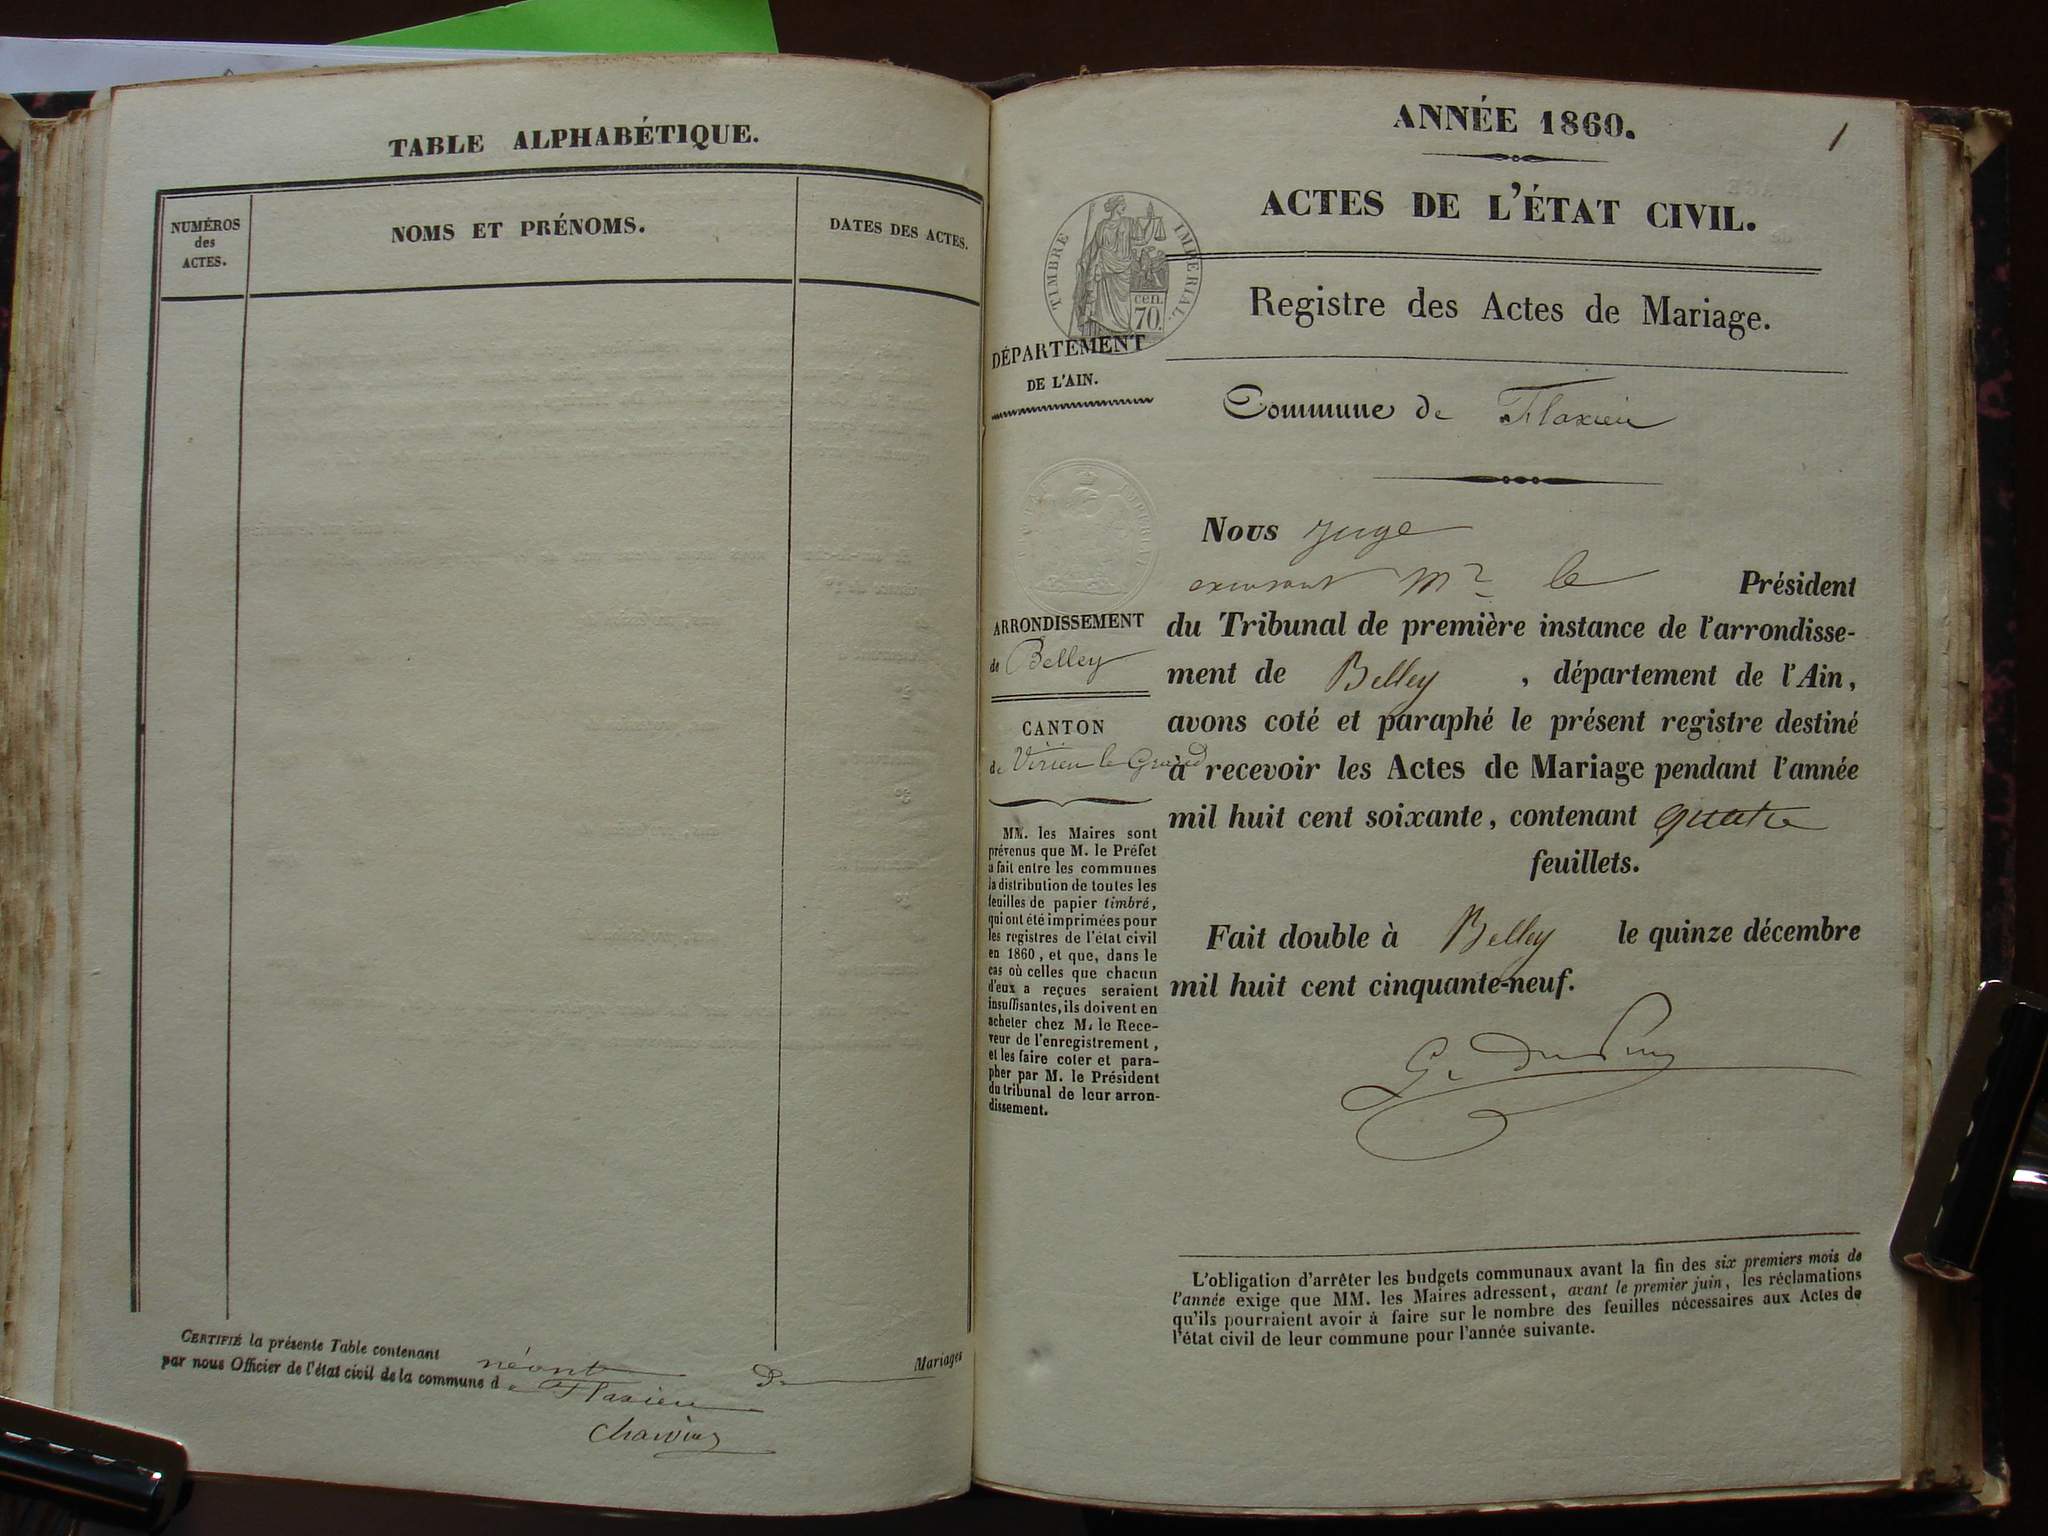 TABLE ALPHABÉTIQUE.
NUMÉROS
des
ACTES.
NOMS ET PRÉNOMS.
DATES DES ACTES.
CERTIFIÉ la présente Table contenant néant De Mariages
par nous Officier de l'état civil de la commune de Flaxieu
ANNÉE 1860.
1
ACTES DE L'ÉTAT CIVIL.
TIMBRE IMPÉRIAL.
cen.
70.
Registre des Actes de Mariage.
DÉPARTEMENT
DE L'AIN.
Commune de Flaxieu
ARRONDISSEMENT
de Belley
CANTON
de Virieu le Grand
MM. les Maires sont
prévenus que M. le Préfet
a fait entre les communes
la distribution de toutes les
feuilles de papier timbré,
qui ont été imprimées pour
les registres de l'état civil
en 1860, et que, dans le
cas où celles que chacun
d'eux a reçues seraient
insuffisantes, ils doivent en
acheter chez M. le Rece-
veur de l'enregistrement,
et les faire coter et para-
pher par M. le Président
du tribunal de leur arron-
dissement.
Nous juge
Mr le Président
du Tribunal de première instance de l'arrondisse-
ment de Belley, département de l'Ain,
avons coté et paraphé le présent registre destiné
à recevoir les Actes de Mariage pendant l'année
mil huit cent soixante, contenant quatre
feuillets.
Fait double à Belley le quinze décembre
mil huit cent cinquante-neuf.
L'obligation d'arrêter les budgets communaux avant la fin des six premiers mois de
l'année exige que MM. les Maires adressent, avant le premier juin, les réclamations
qu'ils pourraient avoir à faire sur le nombre des feuilles nécessaires aux Actes de
l'état civil de leur commune pour l'année suivante.